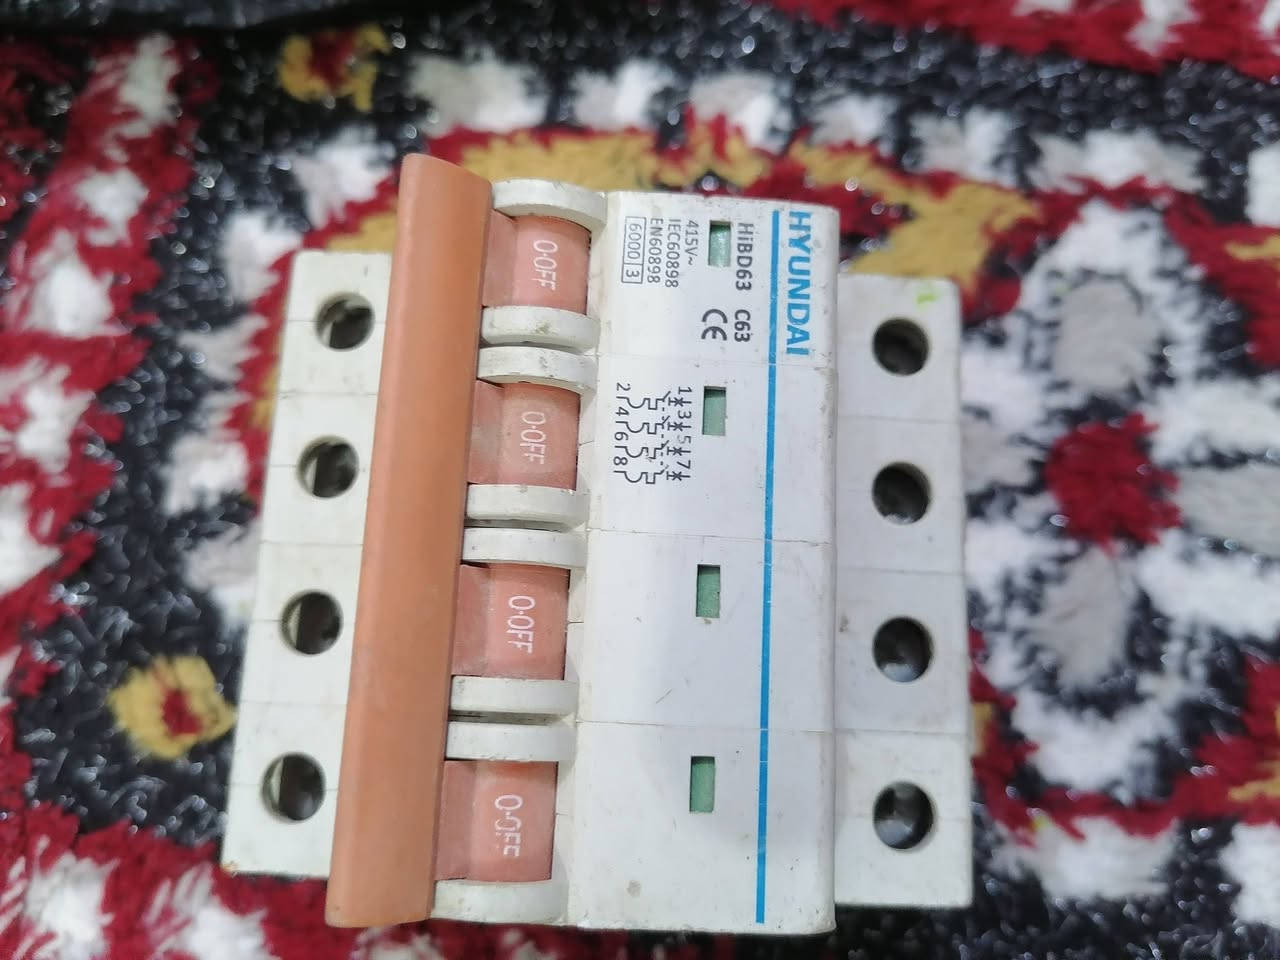 HYUNDAI
HiBD63 C63
CE
415V~
IEC60898
EN60898
6000 3
1 3 5 7
2 4 6 8
O·OFF
O·OFF
O·OFF
O·OFF